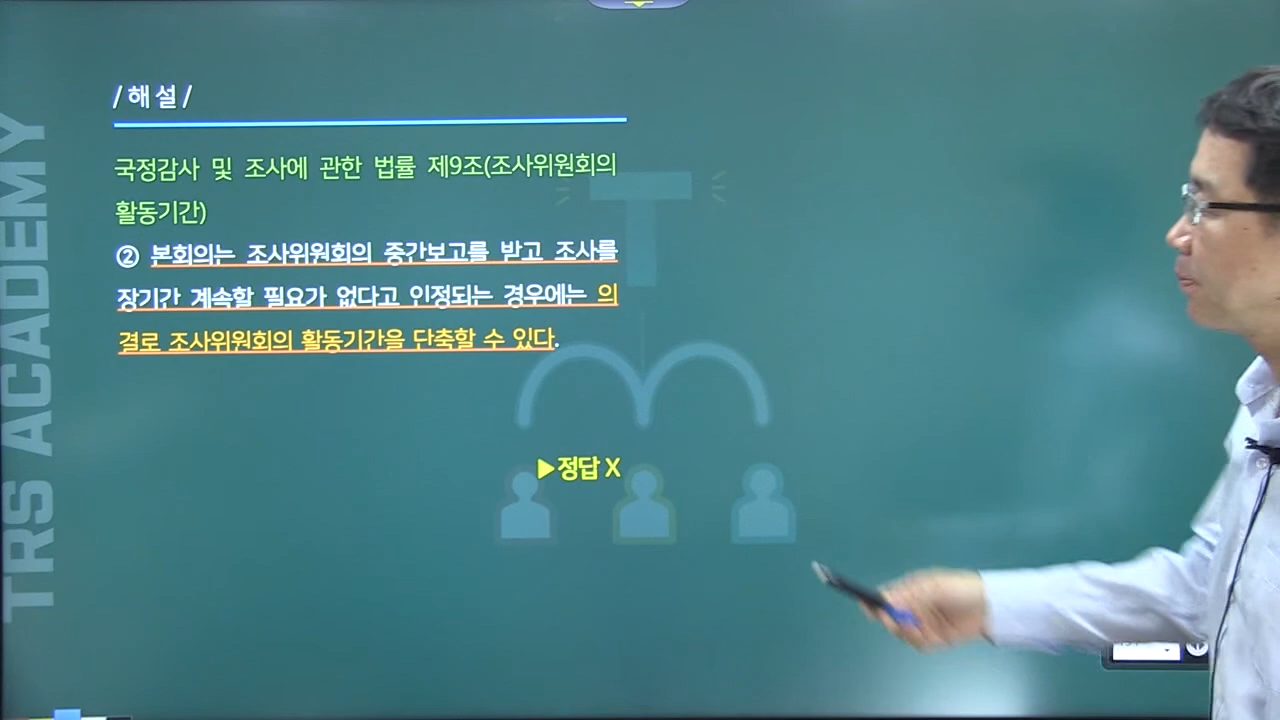 / 해 설 /
국정감사 및 조사에 관한 법률 제9조(조사위원회의
활동기간)
② 본회의는 조사위원회의 중간보고를 받고 조사를
장기간 계속할 필요가 없다고 인정되는 경우에는 의
결로 조사위원회의 활동기간을 단축할 수 있다.
▶정답 X
TRS ACADEMY